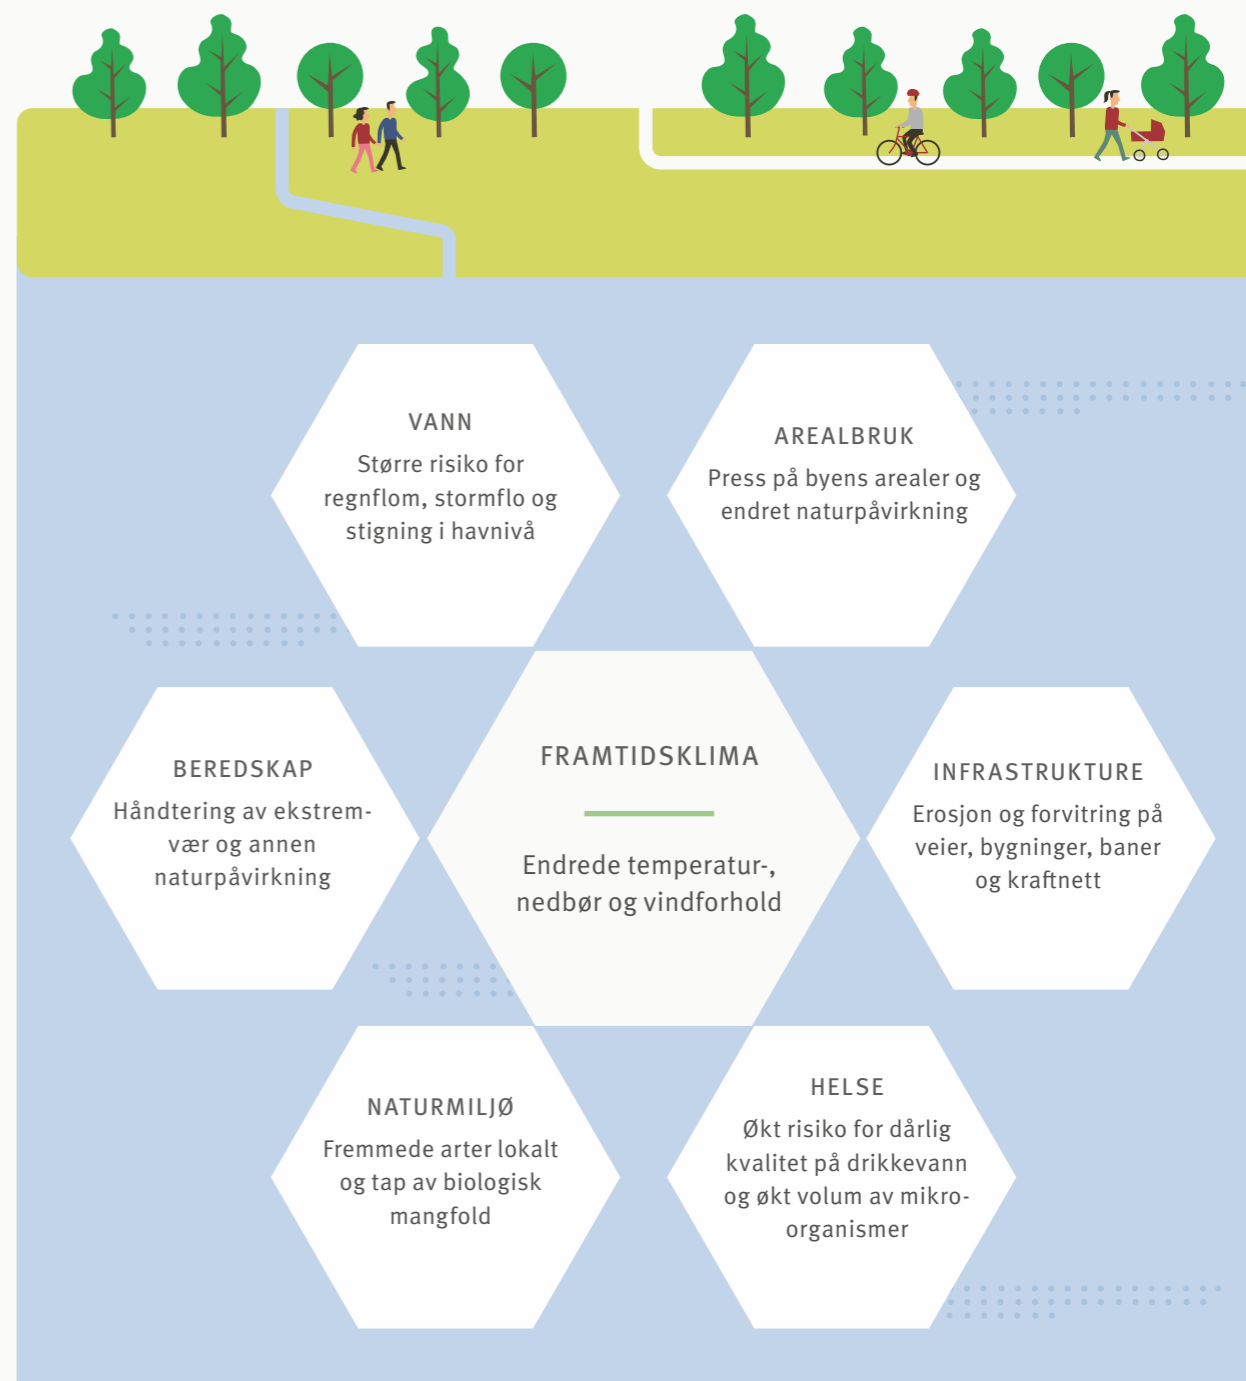 VANN
Større risiko for
regnflom, stormflo og
stigning i havnivå
AREALBRUK
Press på byens arealer og
endret naturpåvirkning
BEREDSKAP
Håndtering av ekstrem-
vær og annen
naturpåvirkning
FRAMTIDSKLIMA
Endrede temperatur-,
nedbør og vindforhold
INFRASTRUKTURE
Erosjon og forvitring på
veier, bygninger, baner
og kraftnett
NATURMILJØ
Fremmede arter lokalt
og tap av biologisk
mangfold
HELSE
Økt risiko for dårlig
kvalitet på drikkevann
og økt volum av mikro-
organismer